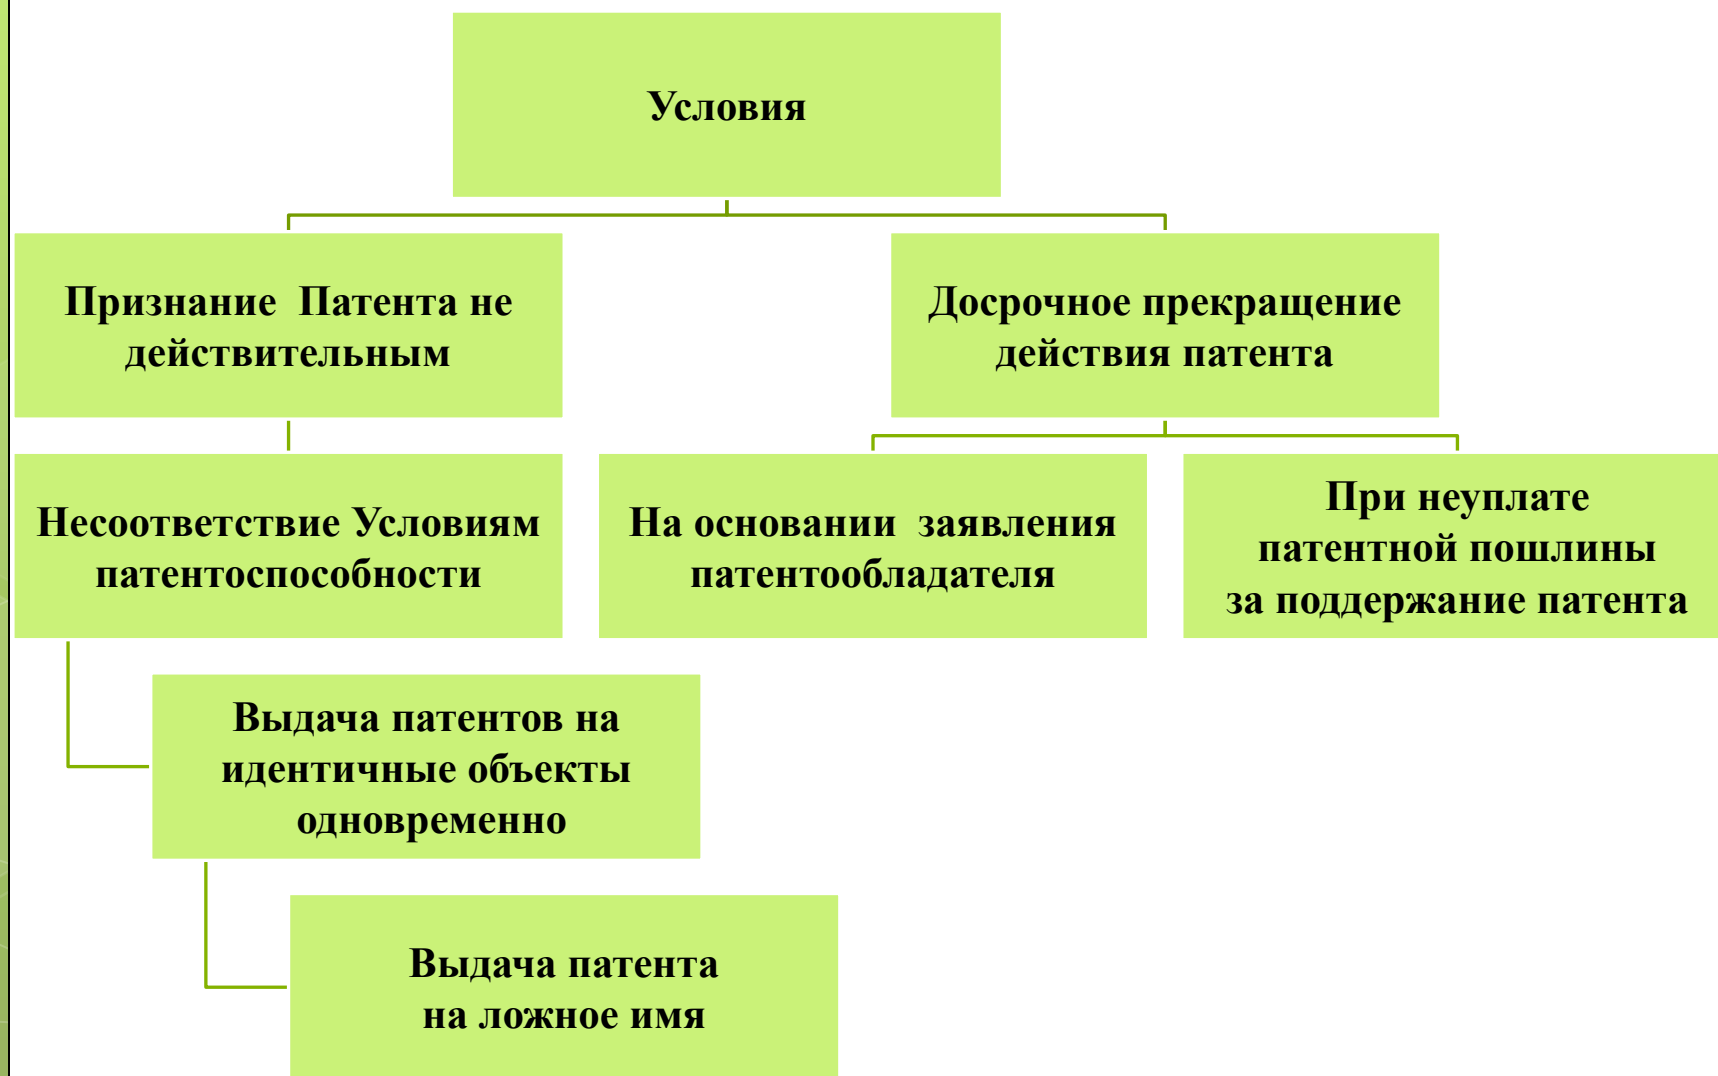 Условия
Признание  Патента не
действительным
Досрочное прекращение
действия патента
Несоответствие Условиям
патентоспособности
На основании  заявления
патентообладателя
При неуплате
патентной пошлины
за поддержание патента
Выдача патентов на
идентичные объекты
одновременно
Выдача патента
на ложное имя